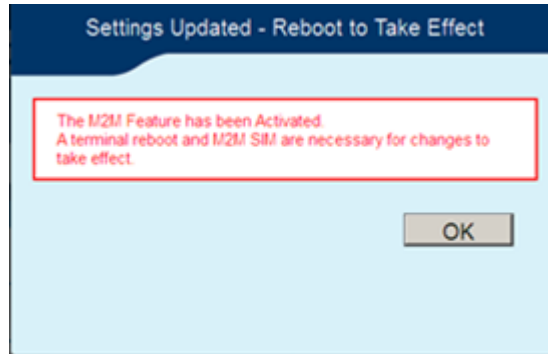 Settings Updated - Reboot to Take Effect
The M2M Feature has been Activated.
A terminal reboot and M2M SIM are necessary for changes to
take effect.
OK